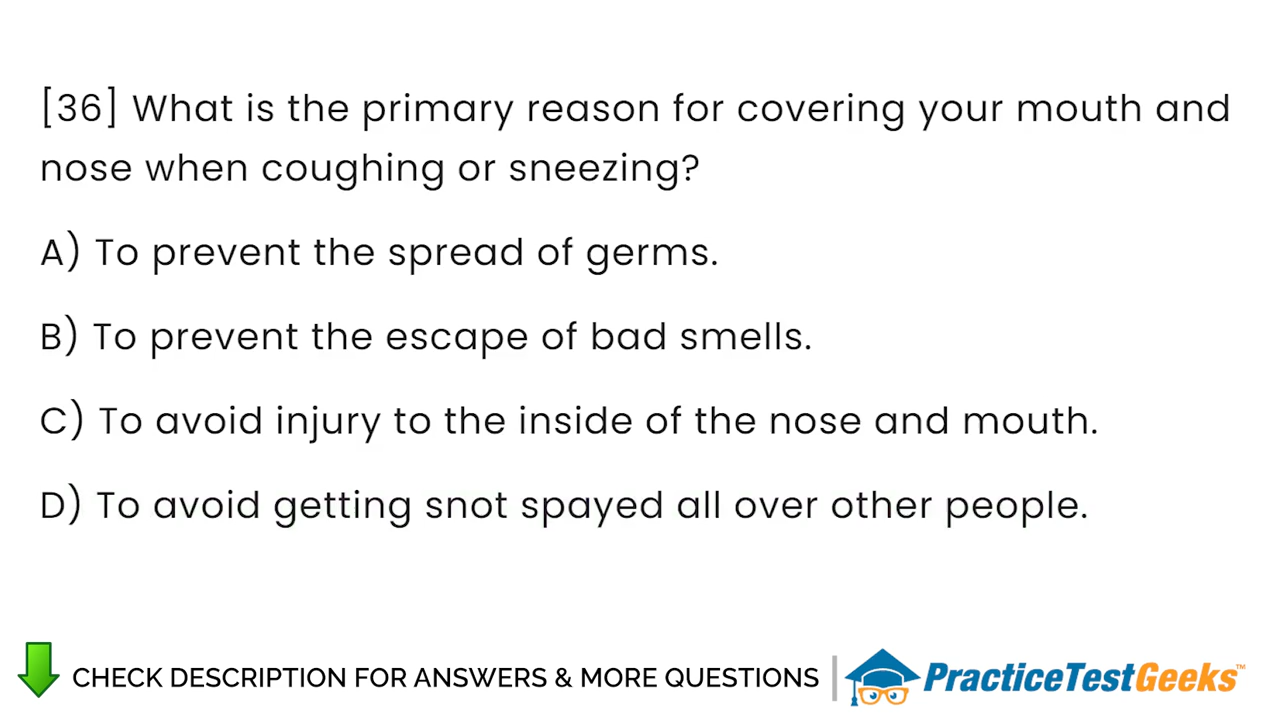 [36] What is the primary reason for covering your mouth and
nose when coughing or sneezing?
A) To prevent the spread of germs.
B) To prevent the escape of bad smells.
C) To avoid injury to the inside of the nose and mouth.
D) To avoid getting snot spayed all over other people.
CHECK DESCRIPTION FOR ANSWERS & MORE QUESTIONS
PracticeTestGeeks™